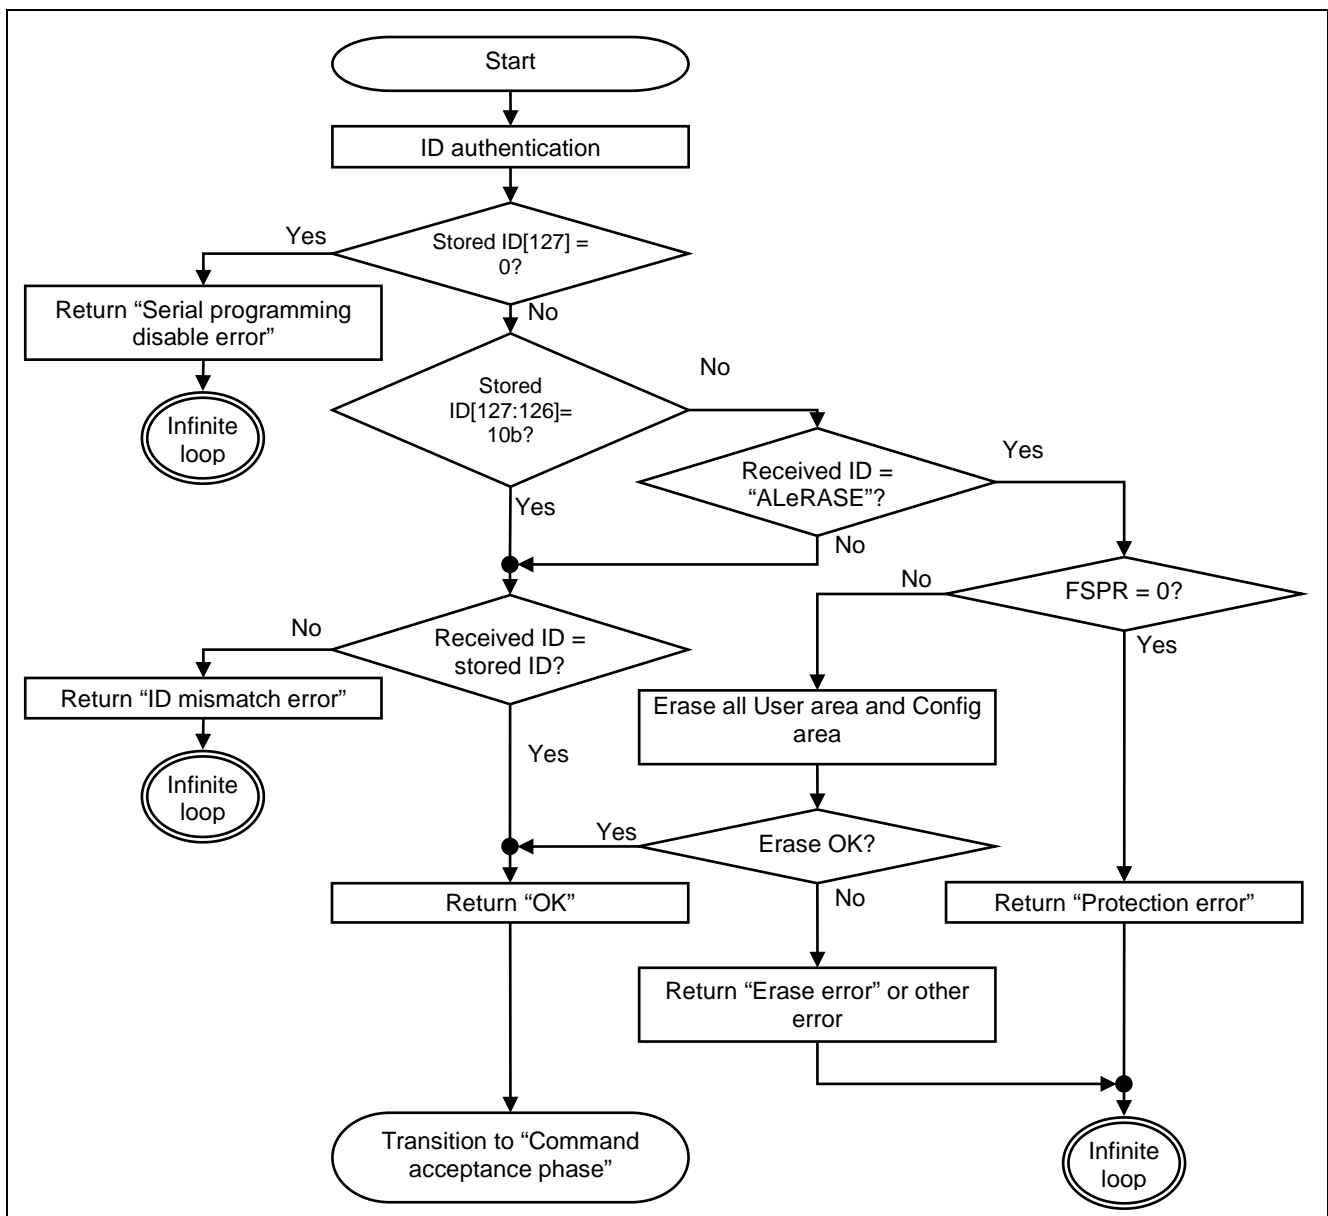 Start
ID authentication
Yes
Stored ID[127] =
0?
Return “Serial programming
disable error”
No
Infinite
loop
Stored
ID[127:126]=
10b?
No
Yes
Received ID =
“ALeRASE”?
Yes
No
No
FSPR = 0?
Yes
No
Received ID =
stored ID?
Return “ID mismatch error”
Erase all User area and Config
area
Yes
Infinite
loop
Yes
Erase OK?
Return “OK”
No
Return “Protection error”
Return “Erase error” or other
error
Transition to “Command
acceptance phase”
Infinite
loop